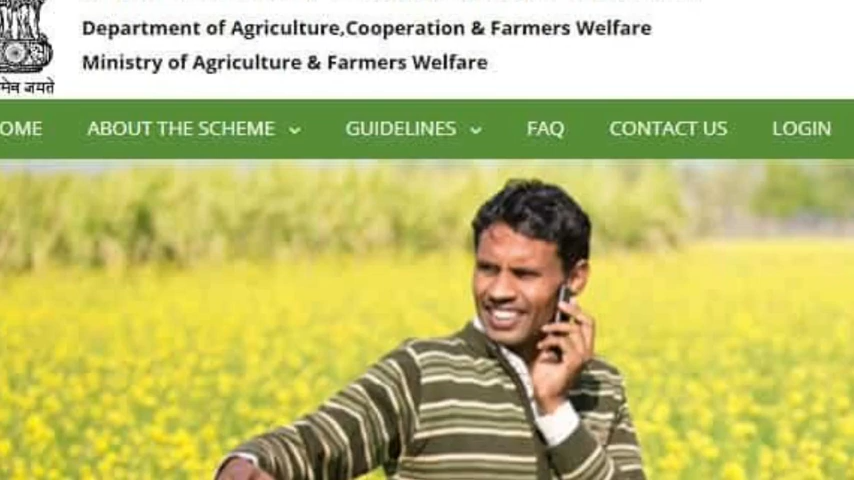 Department of Agriculture,Cooperation & Farmers Welfare
Ministry of Agriculture & Farmers Welfare
मेव जयते
OME ABOUT THE SCHEME GUIDELINES FAQ CONTACT US LOGIN